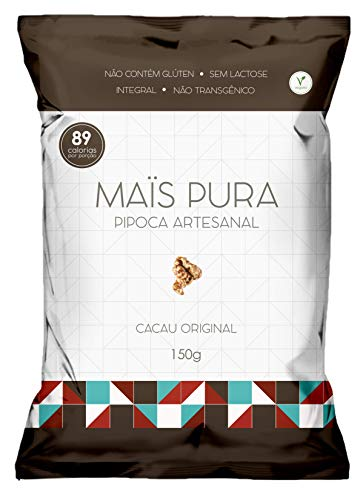 NÃO CONTÉM GLÚTEN • SEM LACTOSE
INTEGRAL • NÃO TRANSGÊNICO
V
vegano
89
calorias
por porção
MAÏS PURA
PIPOCA ARTESANAL
CACAU ORIGINAL
150g